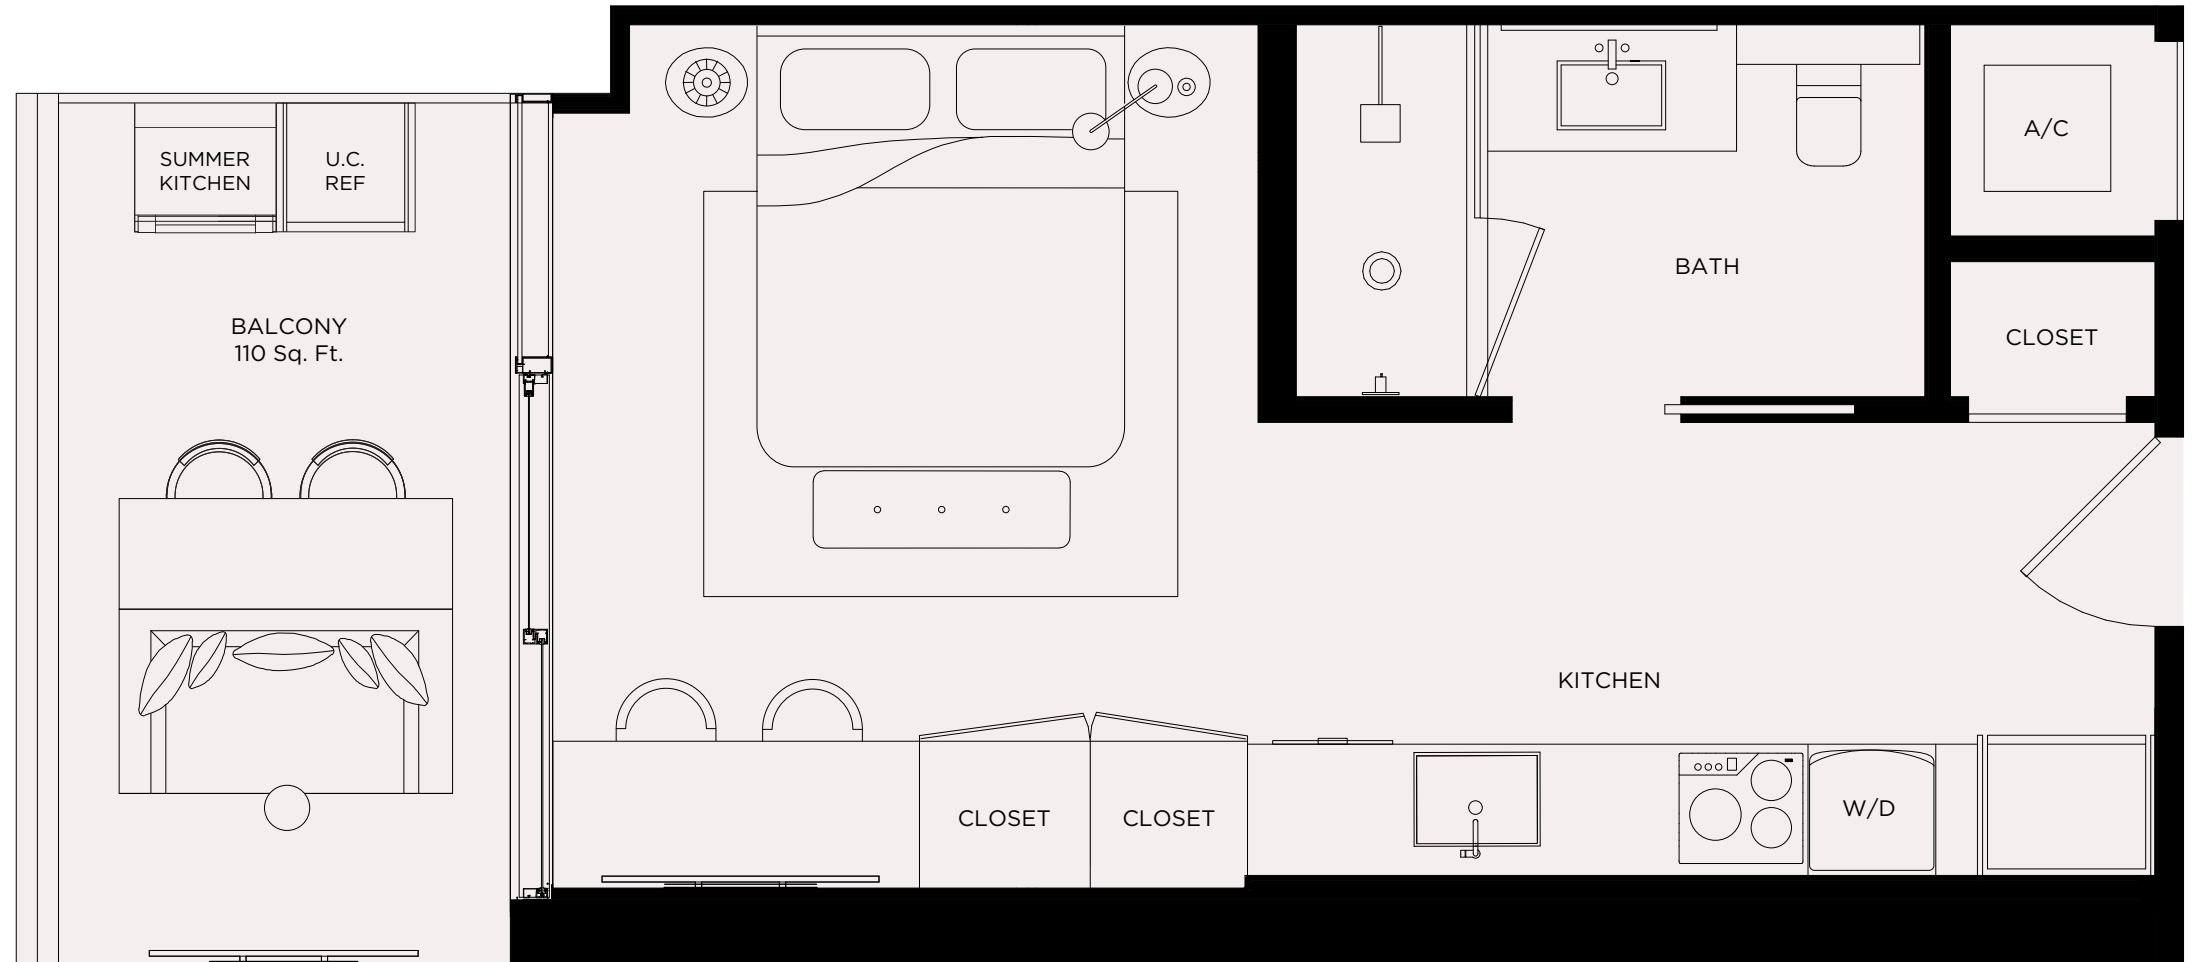 SUMMER
KITCHEN
U.C.
REF
A/C
BALCONY
110 Sq. Ft.
BATH
CLOSET
KITCHEN
CLOSET
CLOSET
W/D